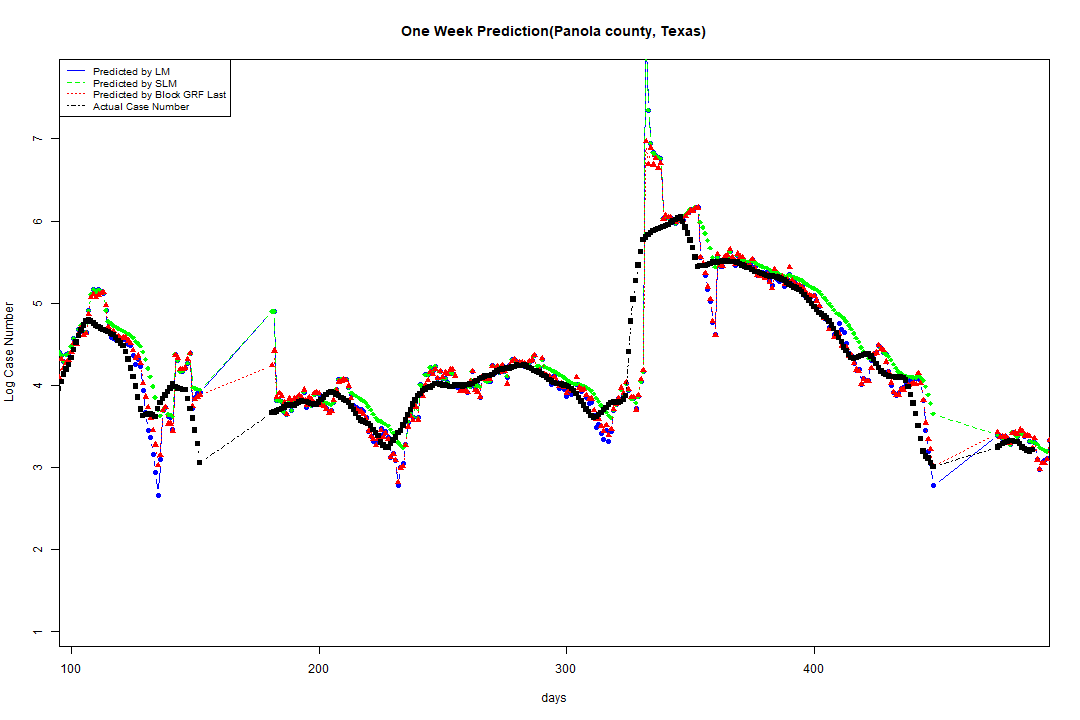 One Week Prediction(Panola county, Texas)
Predicted by LM
Predicted by SLM
Predicted by Block GRF Last
Actual Case Number
Log Case Number
7
6
5
4
3
2
1
100 200 300 400
days